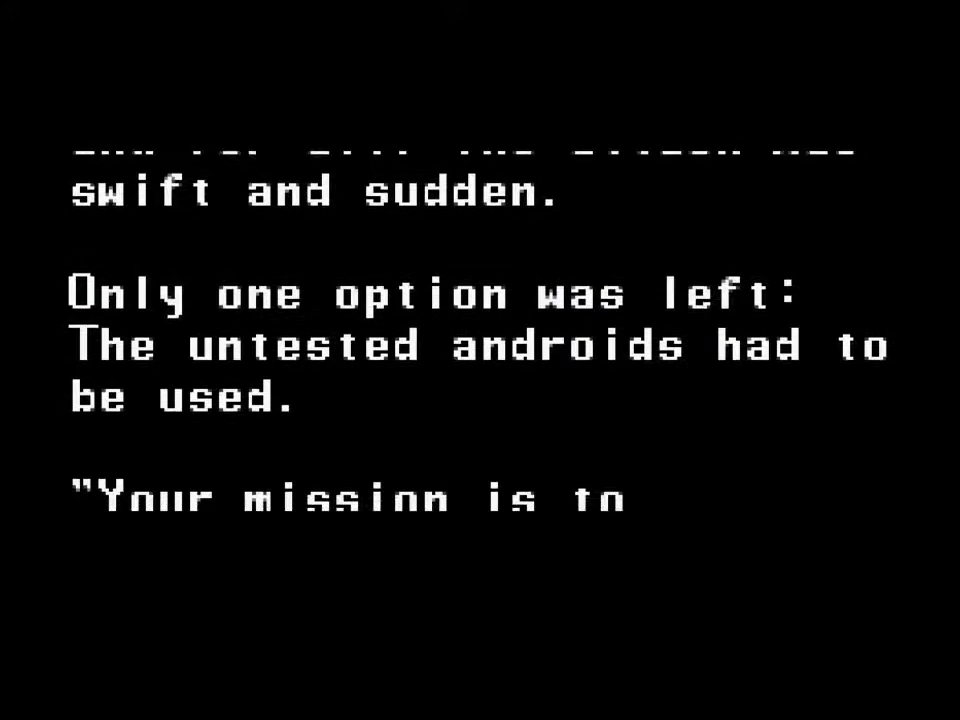 swift and sudden.
Only one option was left:
The untested androids had to
be used.
"Your mission is to